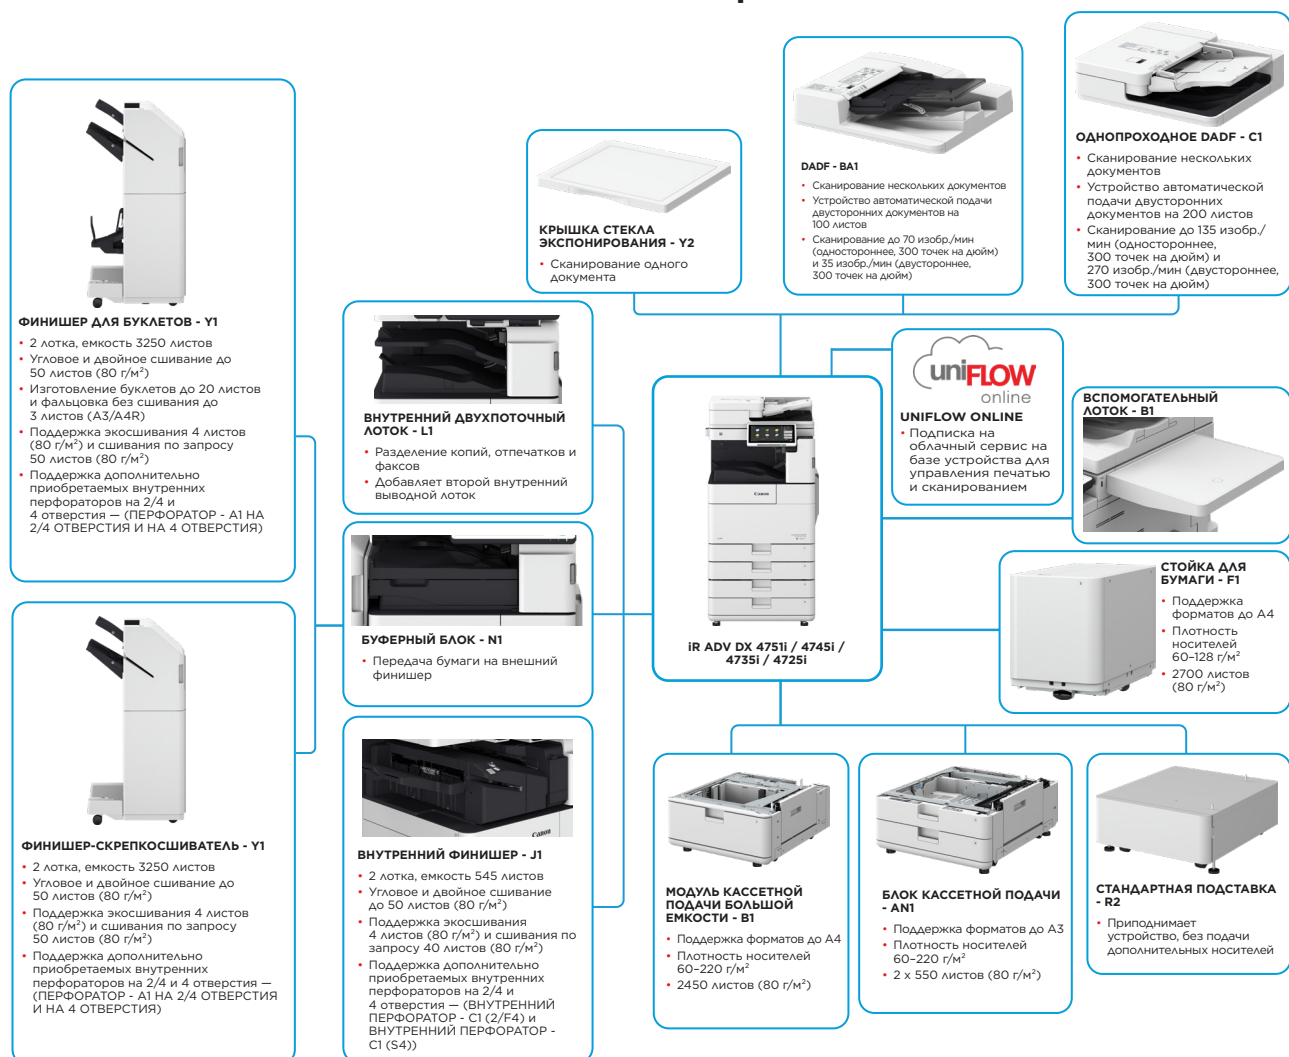 ФИНИШЕР ДЛЯ БУКЛЕТОВ - Y1
• 2 лотка, емкость 3250 листов
• Угловое и двойное сшивание до
50 листов (80 г/м²)
• Изготовление буклетов до 20 листов
и фальцовка без сшивания до
3 листов (A3/A4R)
• Поддержка экосшивания 4 листов
(80 г/м²) и сшивания по запросу
50 листов (80 г/м²)
• Поддержка дополнительно
приобретаемых внутренних
перфораторов на 2/4 и
4 отверстия — (ПЕРФОРАТОР - A1 НА
2/4 ОТВЕРСТИЯ И НА 4 ОТВЕРСТИЯ)
ФИНИШЕР-СКРЕПКОСШИВАТЕЛЬ - Y1
• 2 лотка, емкость 3250 листов
• Угловое и двойное сшивание до
50 листов (80 г/м²)
• Поддержка экосшивания 4 листов
(80 г/м²) и сшивания по запросу
50 листов (80 г/м²)
• Поддержка дополнительно
приобретаемых внутренних
перфораторов на 2/4 и 4 отверстия —
(ПЕРФОРАТОР - A1 НА 2/4 ОТВЕРСТИЯ
И НА 4 ОТВЕРСТИЯ)
ВНУТРЕННИЙ ДВУХПОТОЧНЫЙ
ЛОТОК - L1
• Разделение копий, отпечатков и
факсов
• Добавляет второй внутренний
выводной лоток
БУФЕРНЫЙ БЛОК - N1
• Передача бумаги на внешний
финишер
Canon
ВНУТРЕННИЙ ФИНИШЕР - J1
• 2 лотка, емкость 545 листов
• Угловое и двойное сшивание
до 50 листов (80 г/м²)
• Поддержка экосшивания
4 листов (80 г/м²) и сшивания по
запросу 40 листов (80 г/м²)
• Поддержка дополнительно
приобретаемых внутренних
перфораторов на 2/4 и
4 отверстия — (ВНУТРЕННИЙ
ПЕРФОРАТОР - C1 (2/F4) и
ВНУТРЕННИЙ ПЕРФОРАТОР -
C1 (S4))
КРЫШКА СТЕКЛА
ЭКСПОНИРОВАНИЯ - Y2
• Сканирование одного
документа
DADF - BA1
• Сканирование нескольких документов
• Устройство автоматической подачи
двусторонних документов на
100 листов
• Сканирование до 70 изобр./мин
(одностороннее, 300 точек на дюйм)
и 35 изобр./мин (двустороннее,
300 точек на дюйм)
ОДНОПРОХОДНОЕ DADF - C1
• Сканирование нескольких
документов
• Устройство автоматической
подачи двусторонних
документов на 200 листов
• Сканирование до 135 изобр./
мин (одностороннее,
300 точек на дюйм) и
270 изобр./мин (двустороннее,
300 точек на дюйм)
Canon
iR ADV DX 4751i / 4745i /
4735i / 4725i
uniFLOW
online
UNIFLOW ONLINE
• Подписка на
облачный сервис на
базе устройства для
управления печатью
и сканированием
ВСПОМОГАТЕЛЬНЫЙ
ЛОТОК - B1
СТОЙКА ДЛЯ
БУМАГИ - F1
• Поддержка
форматов до A4
• Плотность
носителей
60–128 г/м²
• 2700 листов
(80 г/м²)
МОДУЛЬ КАССЕТНОЙ
ПОДАЧИ БОЛЬШОЙ
ЕМКОСТИ - B1
• Поддержка форматов до A4
• Плотность носителей
60–220 г/м²
• 2450 листов (80 г/м²)
БЛОК КАССЕТНОЙ ПОДАЧИ
- AN1
• Поддержка форматов до A3
• Плотность носителей
60–220 г/м²
• 2 x 550 листов (80 г/м²)
СТАНДАРТНАЯ ПОДСТАВКА
- R2
• Приподнимает
устройство, без подачи
дополнительных носителей